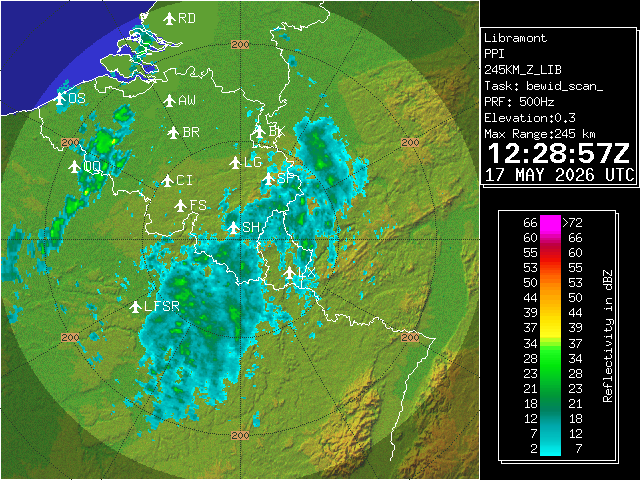 Libramont
PPI
245KM_Z_LIB
Task: bewid_scan_
PRF: 500Hz
Elevation:0.3
Max Range:245 km
12:28:57Z
17 MAY 2026 UTC
RD
200
OS
AW
BR
BK
200
200
QQ
LG
CI
SP
FS
SH
LFSR
200
200
200
66 >72
60 66
55 60
53 55
50 53
44 50
39 44
37 39
34 37
28 34
23 28
21 23
18 21
12 18
7 12
2 7
Reflectivity in dBZ